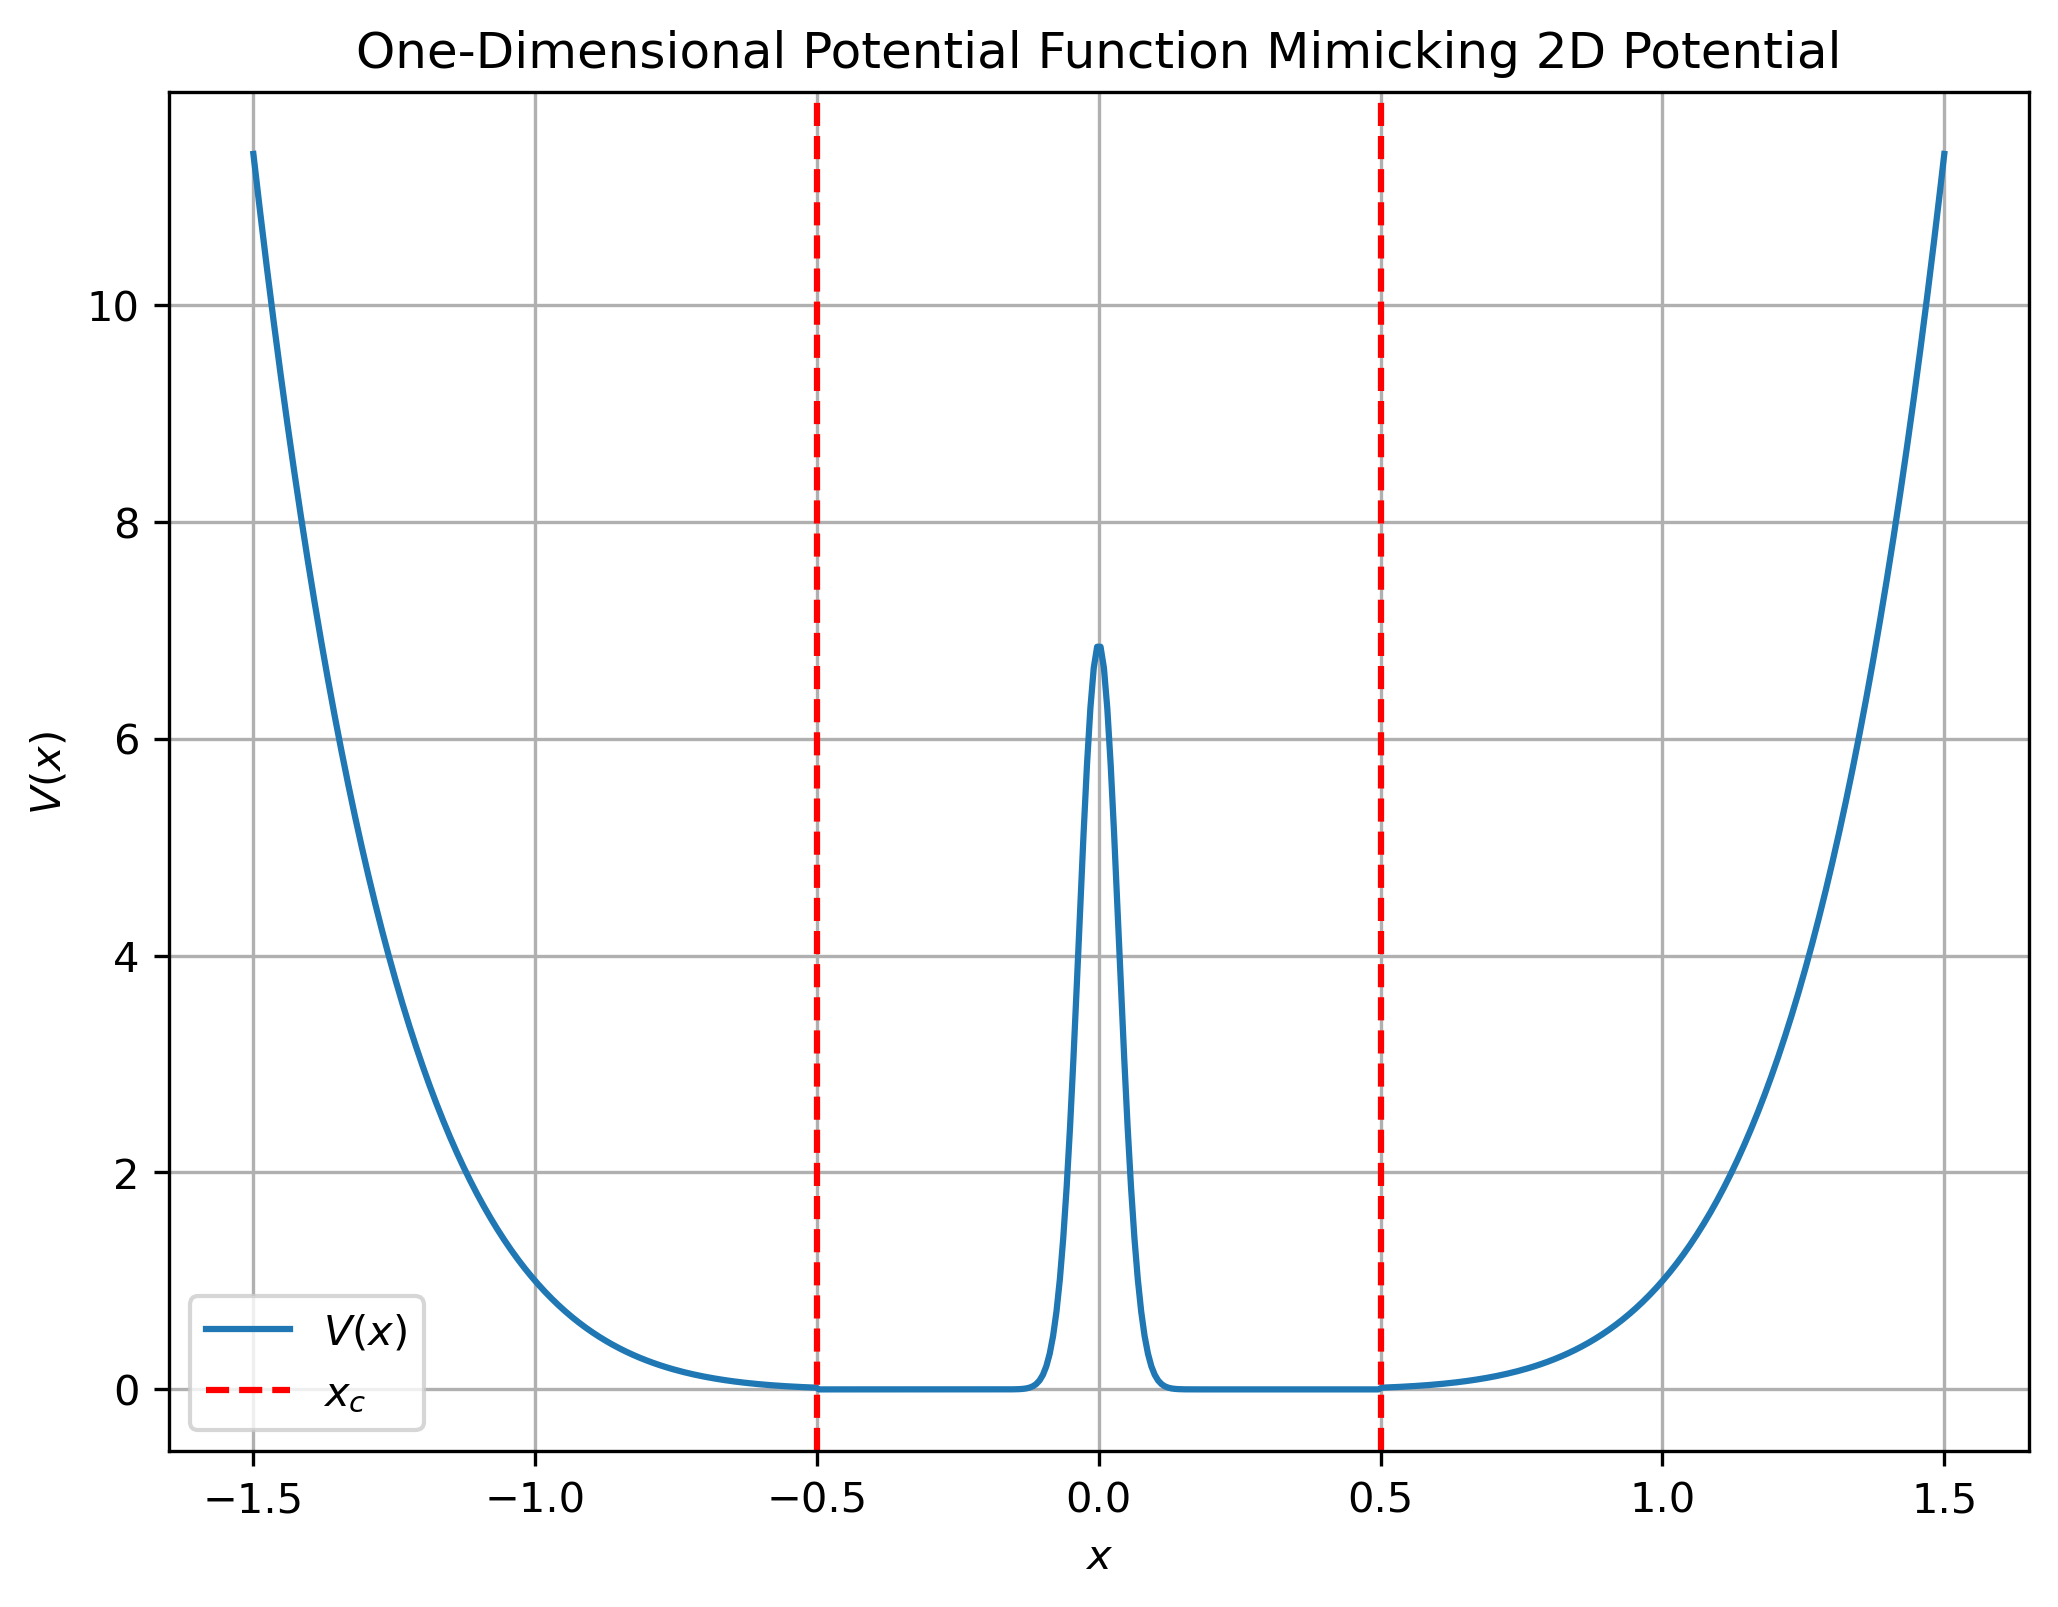 One-Dimensional Potential Function Mimicking 2D Potential
10
8
6
4
2
0
V(x)
V(x)
x_c
−1.5 −1.0 −0.5 0.0 0.5 1.0 1.5
x